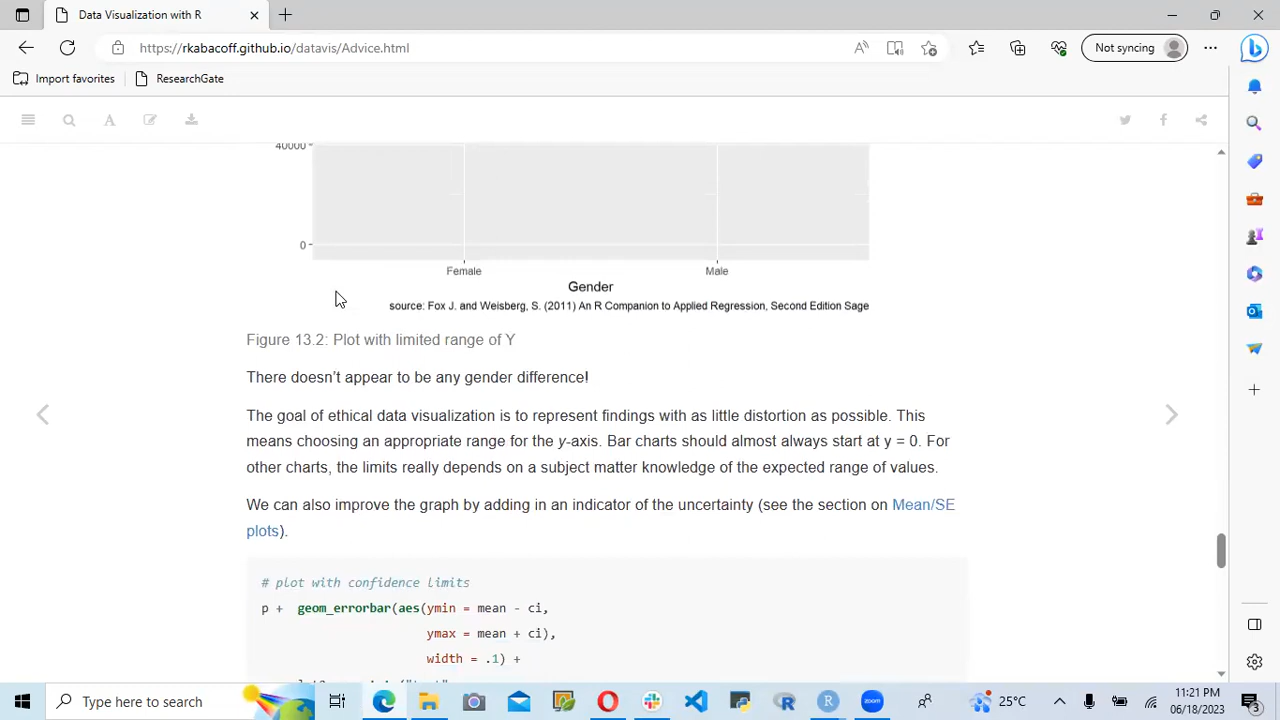 Data Visualization with R
https://rkabacoff.github.io/datavis/Advice.html
Not syncing
Import favorites
ResearchGate
40000
0
Female Male
Gender
source: Fox J. and Weisberg, S. (2011) An R Companion to Applied Regression, Second Edition Sage
Figure 13.2: Plot with limited range of Y
There doesn’t appear to be any gender difference!
The goal of ethical data visualization is to represent findings with as little distortion as possible. This
means choosing an appropriate range for the y-axis. Bar charts should almost always start at y = 0. For
other charts, the limits really depends on a subject matter knowledge of the expected range of values.
We can also improve the graph by adding in an indicator of the uncertainty (see the section on Mean/SE
plots).
# plot with confidence limits
p + geom_errorbar(aes(ymin = mean - ci,
ymax = mean + ci),
width = .1) +
Type here to search
zoom
25°C
11:21 PM
06/18/2023
3